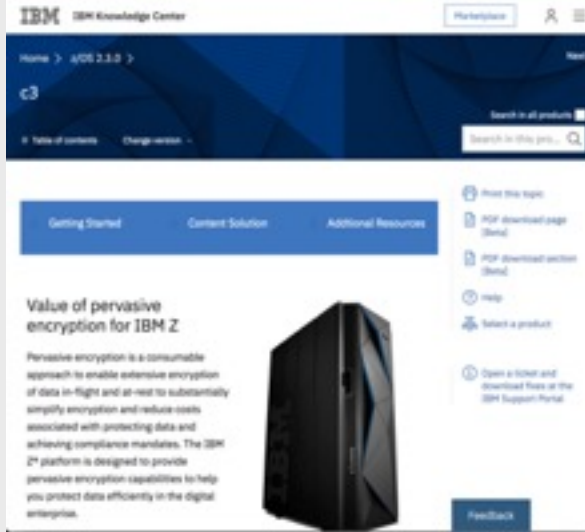 IBM IBM Knowledge Center
Marketplace
Home > z/OS 2.3.0 >
Next
c3
Search in all products
Table of contents Change version
Search in this pro...
Print this topic
PDF download page
(Beta)
Getting Started Content Solution Additional Resources
PDF download section
(Beta)
Help
Select a product
Open a ticket and
download fixes at the
IBM Support Portal
Value of pervasive
encryption for IBM Z
Pervasive encryption is a consumable
approach to enable extensive encryption
of data in-flight and at-rest to substantially
simplify encryption and reduce costs
associated with protecting data and
achieving compliance mandates. The IBM
Z® platform is designed to provide
pervasive encryption capabilities to help
you protect data efficiently in the digital
enterprise.
IBM
Feedback